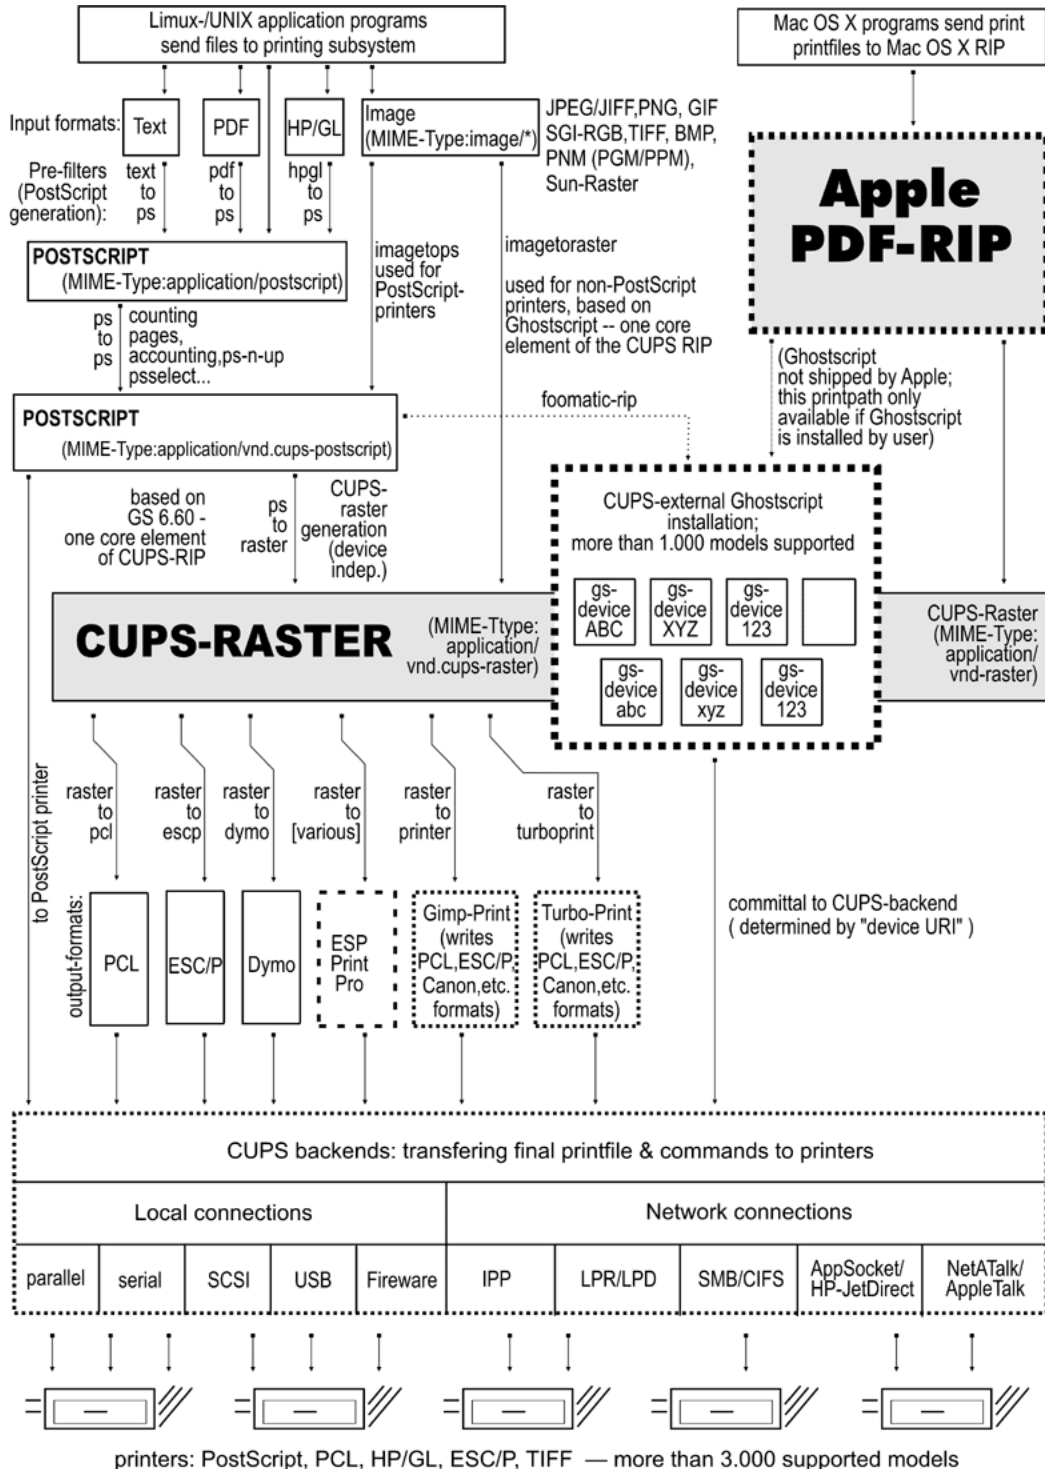 Limux-/UNIX application programs
send files to printing subsystem
Mac OS X programs send print
printfiles to Mac OS X RIP
Input formats:
Text
PDF
HP/GL
Image
(MIME-Type:image/*)
JPEG/JIFF,PNG, GIF
SGI-RGB,TIFF, BMP,
PNM (PGM/PPM),
Sun-Raster
Pre-filters
(PostScript
generation):
text
to
ps
pdf
to
ps
hpgl
to
ps
Apple
PDF-RIP
POSTSCRIPT
(MIME-Type:application/postscript)
imagetops
used for
PostScript-
printers
imagetoraster
used for non-PostScript
printers, based on
Ghostscript -- one core
element of the CUPS RIP
ps
to
ps
counting
pages,
accounting,ps-n-up
psselect...
(Ghostscript
not shipped by Apple;
this printpath only
available if Ghostscript
is installed by user)
foomatic-rip
POSTSCRIPT
(MIME-Type:application/vnd.cups-postscript)
based on
GS 6.60 -
one core element
of CUPS-RIP
ps
to
raster
CUPS-
raster
generation
(device
indep.)
CUPS-external Ghostscript
installation;
more than 1.000 models supported
gs-
device
ABC
gs-
device
XYZ
gs-
device
123
gs-
device
abc
gs-
device
xyz
gs-
device
123
CUPS-RASTER
(MIME-Ttype:
application/
vnd.cups-raster)
CUPS-Raster
(MIME-Type:
application/
vnd-raster)
to PostScript printer
raster
to
pcl
raster
to
escp
raster
to
dymo
raster
to
[various]
raster
to
printer
raster
to
turboprint
output-formats:
PCL
ESC/P
Dymo
ESP
Print
Pro
Gimp-Print
(writes
PCL,ESC/P,
Canon,etc.
formats)
Turbo-Print
(writes
PCL,ESC/P,
Canon,etc.
formats)
committal to CUPS-backend
( determined by "device URI" )
CUPS backends: transfering final printfile & commands to printers
Local connections
Network connections
parallel
serial
SCSI
USB
Fireware
IPP
LPR/LPD
SMB/CIFS
AppSocket/
HP-JetDirect
NetATalk/
AppleTalk
printers: PostScript, PCL, HP/GL, ESC/P, TIFF — more than 3.000 supported models